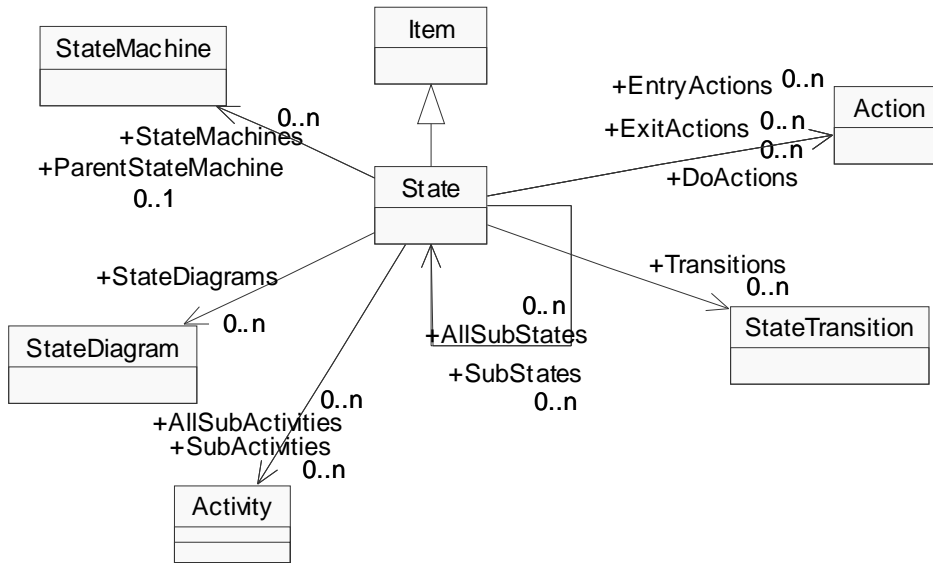 Item
StateMachine
+EntryActions 0..n
Action
0..n
+StateMachines
+ExitActions 0..n
0..n
+ParentStateMachine
0..1
State
+DoActions
+StateDiagrams
+Transitions
0..n
0..n
0..n
StateDiagram
+AllSubStates
StateTransition
+SubStates
0..n
0..n
+AllSubActivities
+SubActivities
0..n
Activity